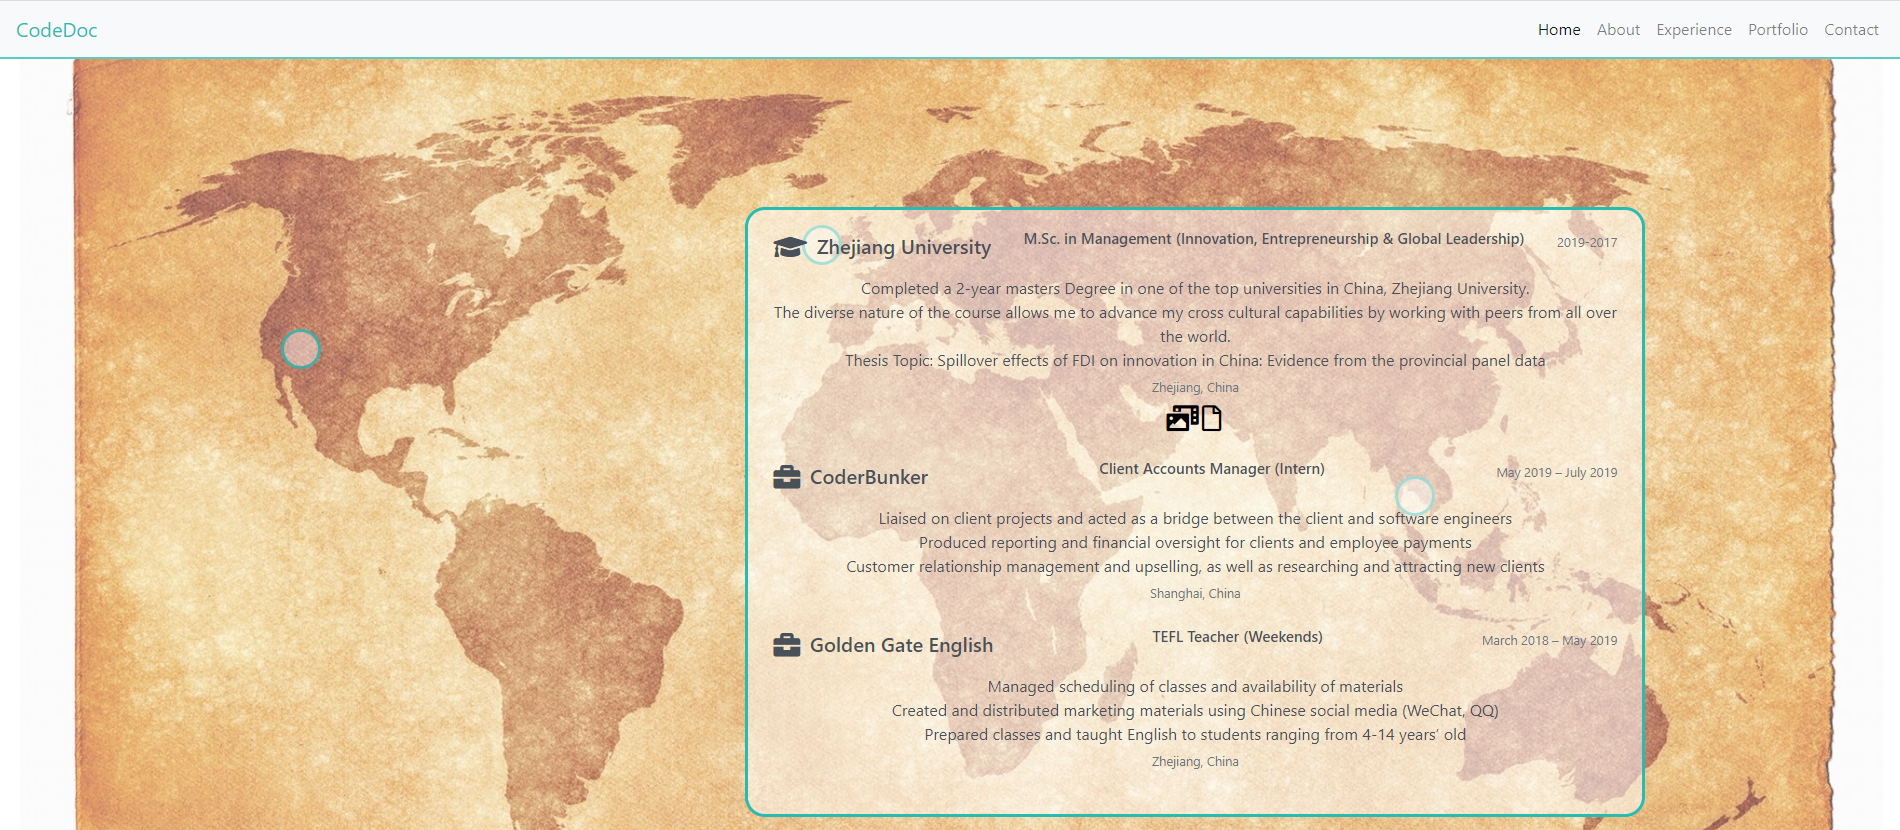 CodeDoc
Home About Experience Portfolio Contact
Zhejiang University
M.Sc. in Management (Innovation, Entrepreneurship & Global Leadership)
2019-2017
Completed a 2-year masters Degree in one of the top universities in China, Zhejiang University.
The diverse nature of the course allows me to advance my cross cultural capabilities by working with peers from all over
the world.
Thesis Topic: Spillover effects of FDI on innovation in China: Evidence from the provincial panel data
Zhejiang, China
CoderBunker
Client Accounts Manager (Intern)
May 2019 – July 2019
Liaised on client projects and acted as a bridge between the client and software engineers
Produced reporting and financial oversight for clients and employee payments
Customer relationship management and upselling, as well as researching and attracting new clients
Shanghai, China
Golden Gate English
TEFL Teacher (Weekends)
March 2018 – May 2019
Managed scheduling of classes and availability of materials
Created and distributed marketing materials using Chinese social media (WeChat, QQ)
Prepared classes and taught English to students ranging from 4-14 years' old
Zhejiang, China